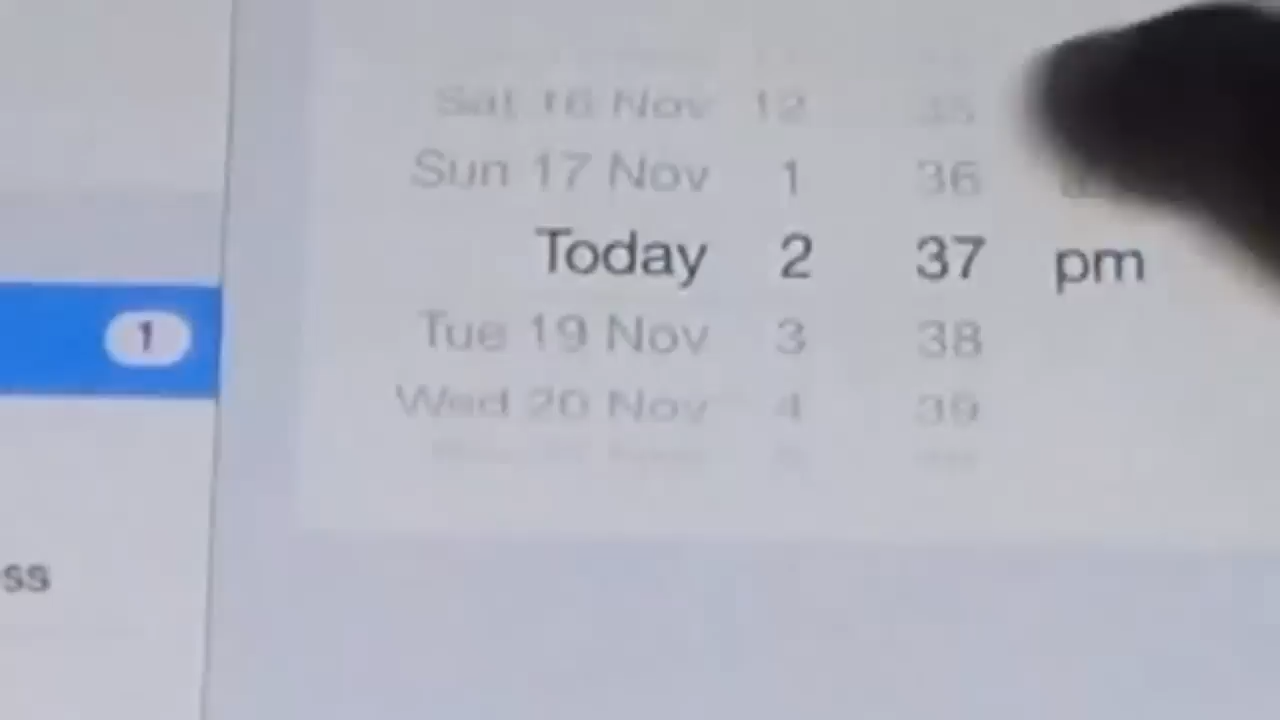 Sat 16 Nov 12 35
Sun 17 Nov 1 36
Today 2 37 pm
1
Tue 19 Nov 3 38
Wed 20 Nov 4 39
ss